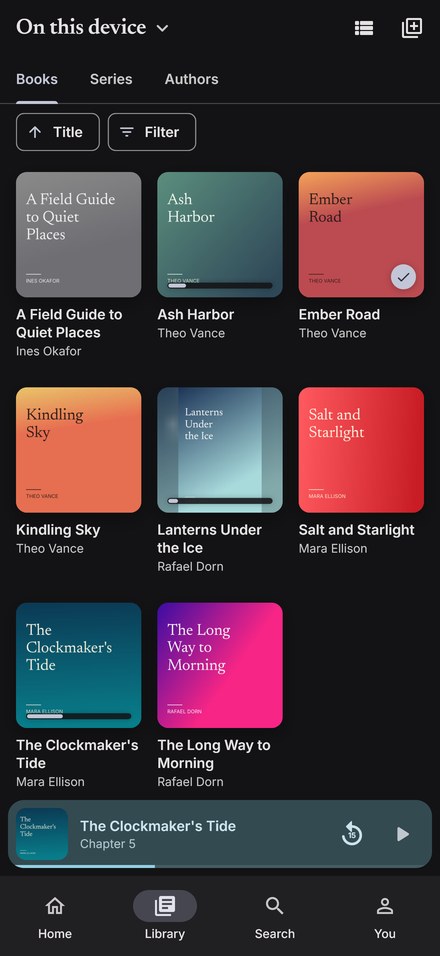 On this device
Books
Series
Authors
Title
Filter
A Field Guide
to Quiet
Places
INES OKAFOR
Ash
Harbor
THEO VANCE
Ember
Road
THEO VANCE
A Field Guide to
Quiet Places
Ines Okafor
Ash Harbor
Theo Vance
Ember Road
Theo Vance
Kindling
Sky
THEO VANCE
Lanterns
Under
the Ice
Salt and
Starlight
MARA ELLISON
Kindling Sky
Theo Vance
Lanterns Under
the Ice
Rafael Dorn
Salt and Starlight
Mara Ellison
The
Clockmaker's
Tide
MARA ELLISON
The Long
Way to
Morning
RAFAEL DORN
The Clockmaker's
Tide
Mara Ellison
The Long Way to
Morning
Rafael Dorn
The
Clockmaker's
Tide
The Clockmaker's Tide
Chapter 5
15
Home
Library
Search
You